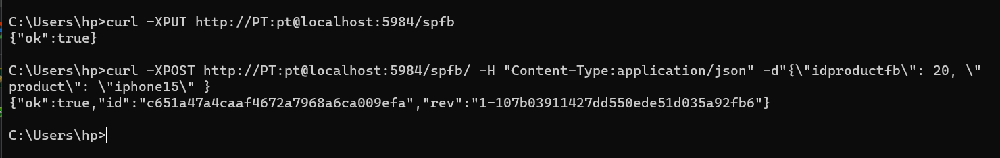 C:\Users\hp>curl -XPUT http://PT:pt@localhost:5984/spfb
{"ok":true}
C:\Users\hp>curl -XPOST http://PT:pt@localhost:5984/spfb/ -H "Content-Type:application/json" -d"{\"idproductfb\": 20, \"
product\": \"iphone15\" }
{"ok":true,"id":"c651a47a4caaf4672a7968a6ca009efa","rev":"1-107b03911427dd550ede51d035a92fb6"}
C:\Users\hp>